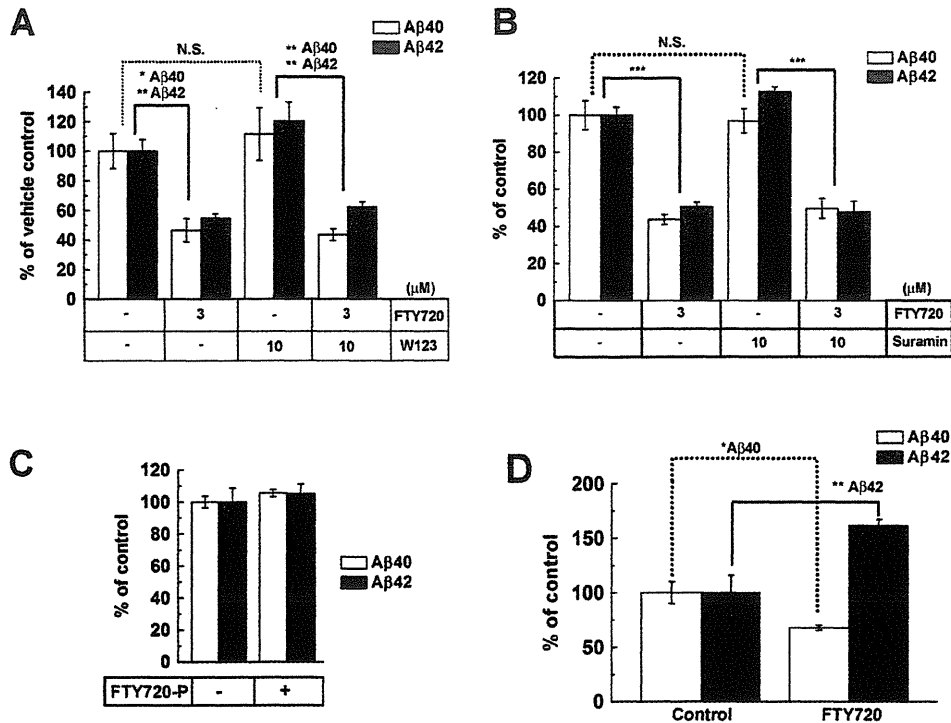 A
Aβ40
Aβ42
N.S.
* Aβ40
** Aβ42
** Aβ40
** Aβ42
% of vehicle control
140
120
100
80
60
40
20
0
(μM)
- 3 - 3 FTY720
- - 10 10 W123
B
Aβ40
Aβ42
N.S.
***
***
% of control
140
120
100
80
60
40
20
0
(μM)
- 3 - 3 FTY720
- - 10 10 Suramin
C
% of control
120
100
80
60
40
20
0
Aβ40
Aβ42
FTY720-P - +
D
Aβ40
Aβ42
*Aβ40
** Aβ42
% of control
200
150
100
50
0
Control FTY720